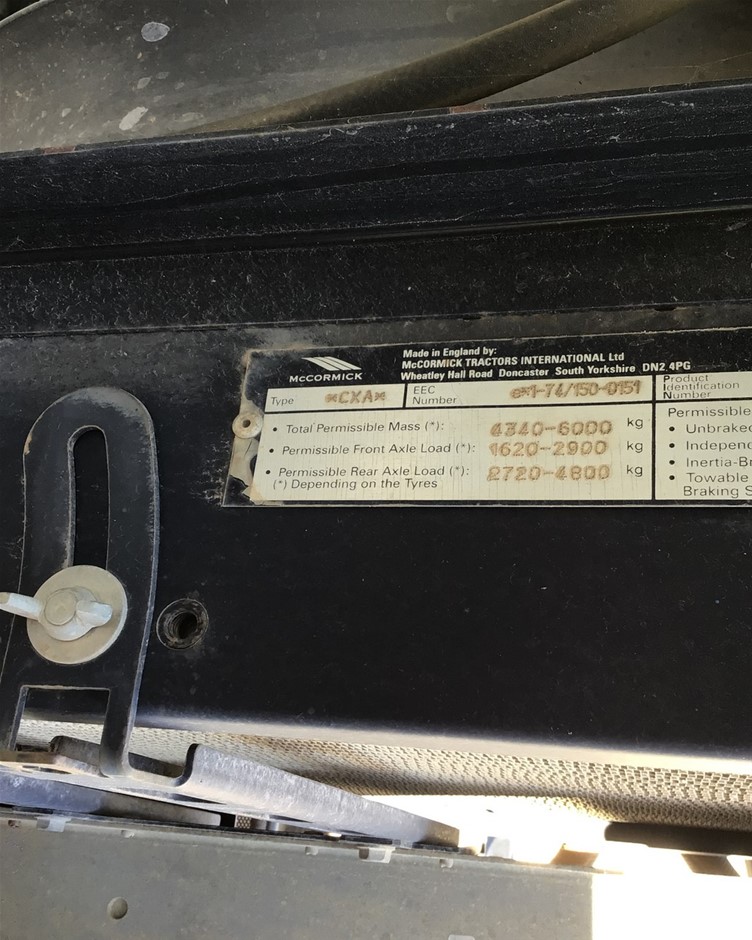 McCORMICK
Made in England by:
McCORMICK TRACTORS INTERNATIONAL Ltd
Wheatley Hall Road Doncaster South Yorkshire DN2 4PG
Type *CXA* EEC Number e*1-74/150-0151 Product Identification Number
• Total Permissible Mass (*): 4340-6000 kg
• Permissible Front Axle Load (*): 1620-2900 kg
• Permissible Rear Axle Load (*): 2720-4800 kg
(*) Depending on the Tyres
Permissible
• Unbraked
• Independ
• Inertia-Br
• Towable
Braking S